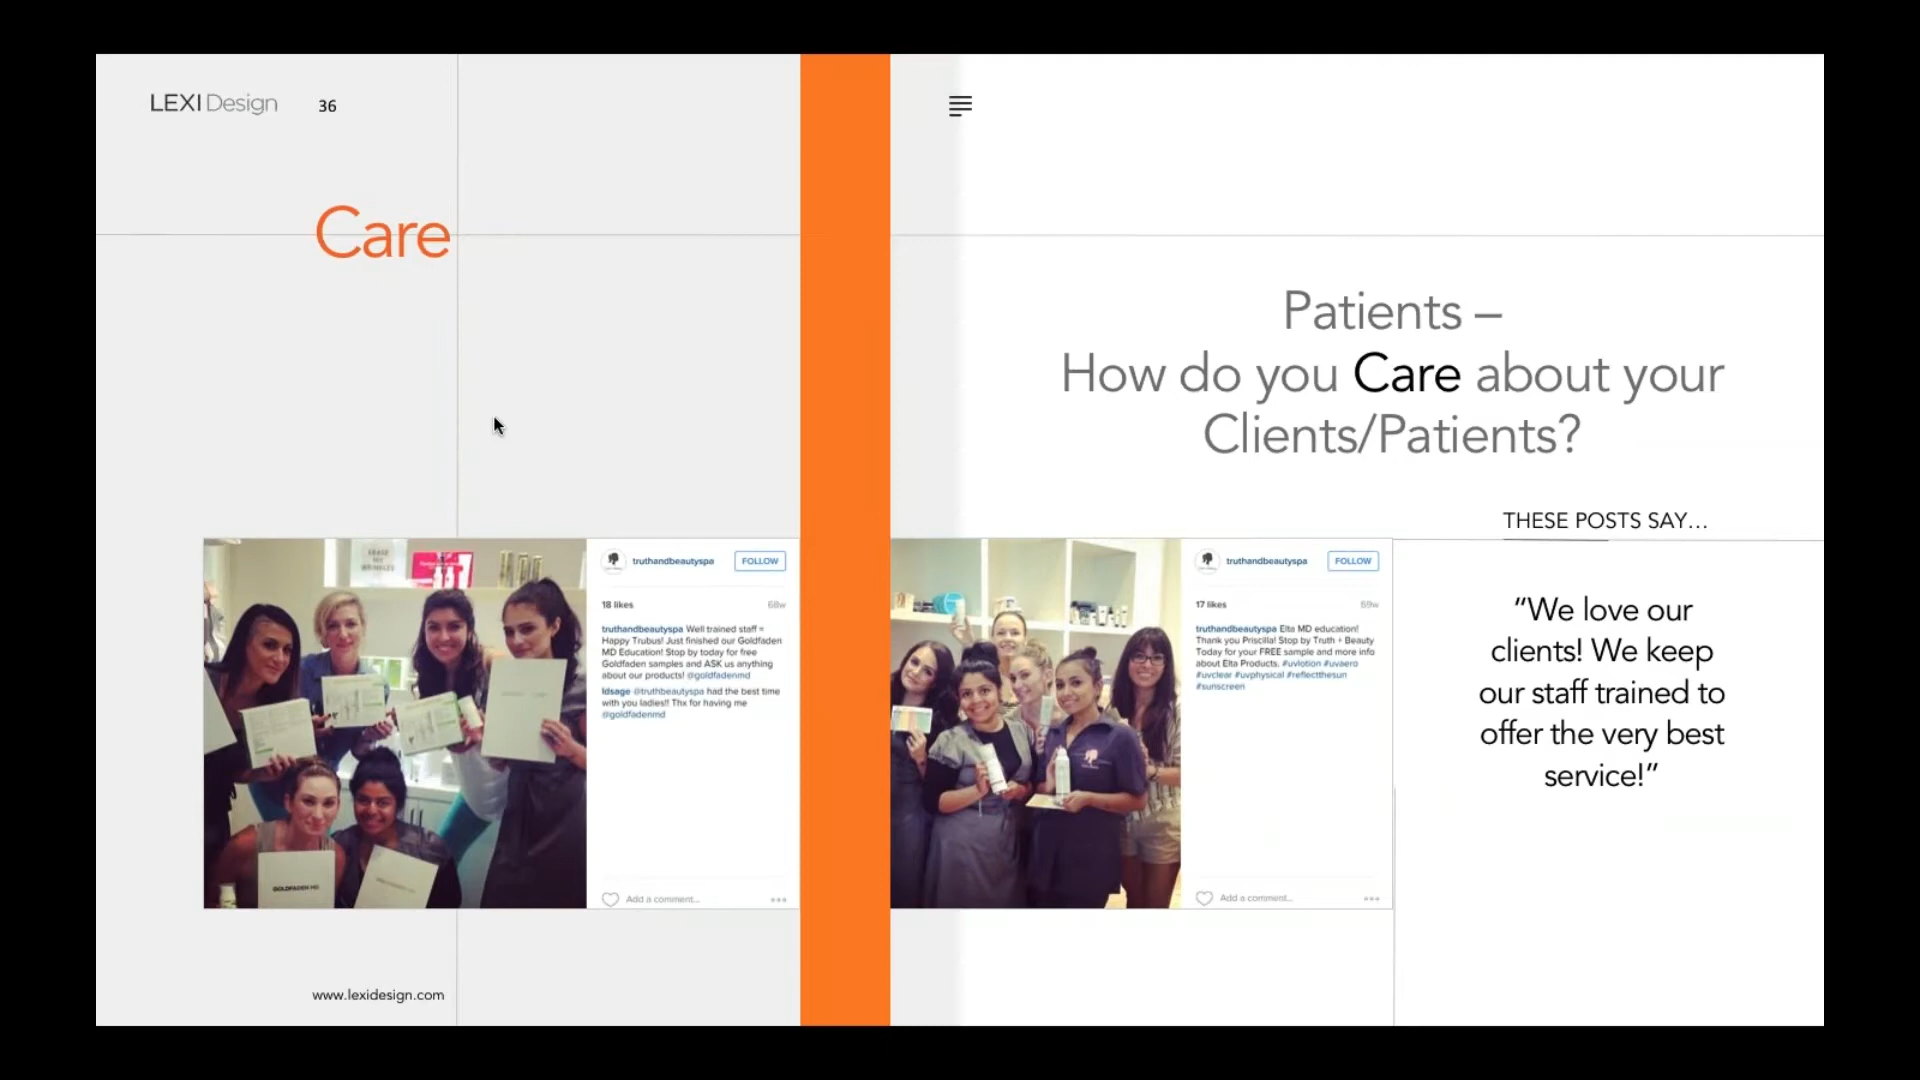 LEXI Design
36
Care
Patients –
How do you Care about your
Clients/Patients?
THESE POSTS SAY...
truthandbeautyspa FOLLOW
18 likes 68w
truthandbeautyspa Well trained staff =
Happy Trubus! Just finished our Goldfaden
MD Education! Stop by today for free
Goldfaden samples and ASK us anything
about our products! @goldfadenmd
ldsage @truthbeautyspa had the best time
with you ladies!! Thx for having me
@goldfadenmd
Add a comment...
GOLDFADEN MD
truthandbeautyspa FOLLOW
17 likes 69w
truthandbeautyspa Elta MD education!
Thank you Priscilla! Stop by Truth + Beauty
Today for your FREE sample and more info
about Elta Products. #uvlotion #uvaero
#uvclear #uvphysical #reflectthesun
#sunscreen
Add a comment...
“We love our
clients! We keep
our staff trained to
offer the very best
service!”
www.lexidesign.com